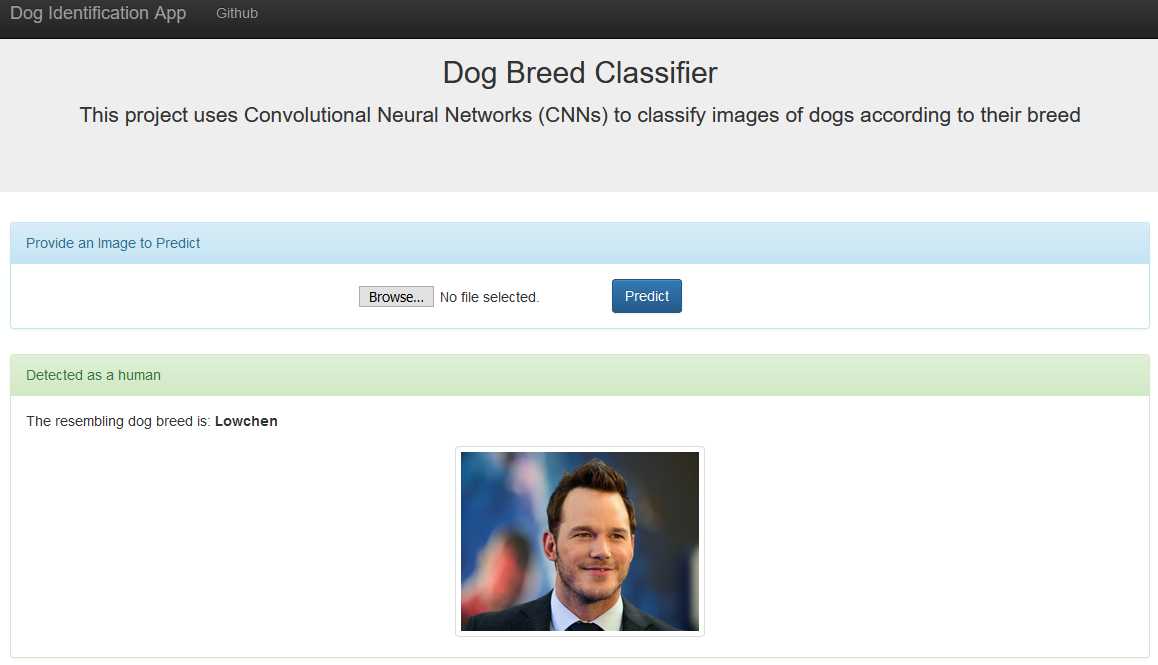 Dog Identification App Github
Dog Breed Classifier
This project uses Convolutional Neural Networks (CNNs) to classify images of dogs according to their breed
Provide an Image to Predict
Browse... No file selected. Predict
Detected as a human
The resembling dog breed is: Lowchen